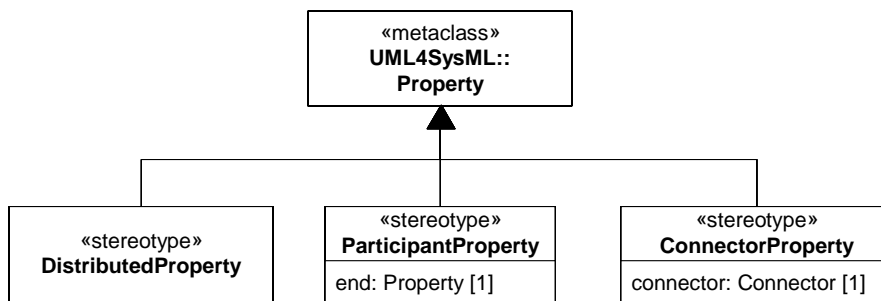 «metaclass»
UML4SysML::
Property
«stereotype»
DistributedProperty
«stereotype»
ParticipantProperty
end: Property [1]
«stereotype»
ConnectorProperty
connector: Connector [1]